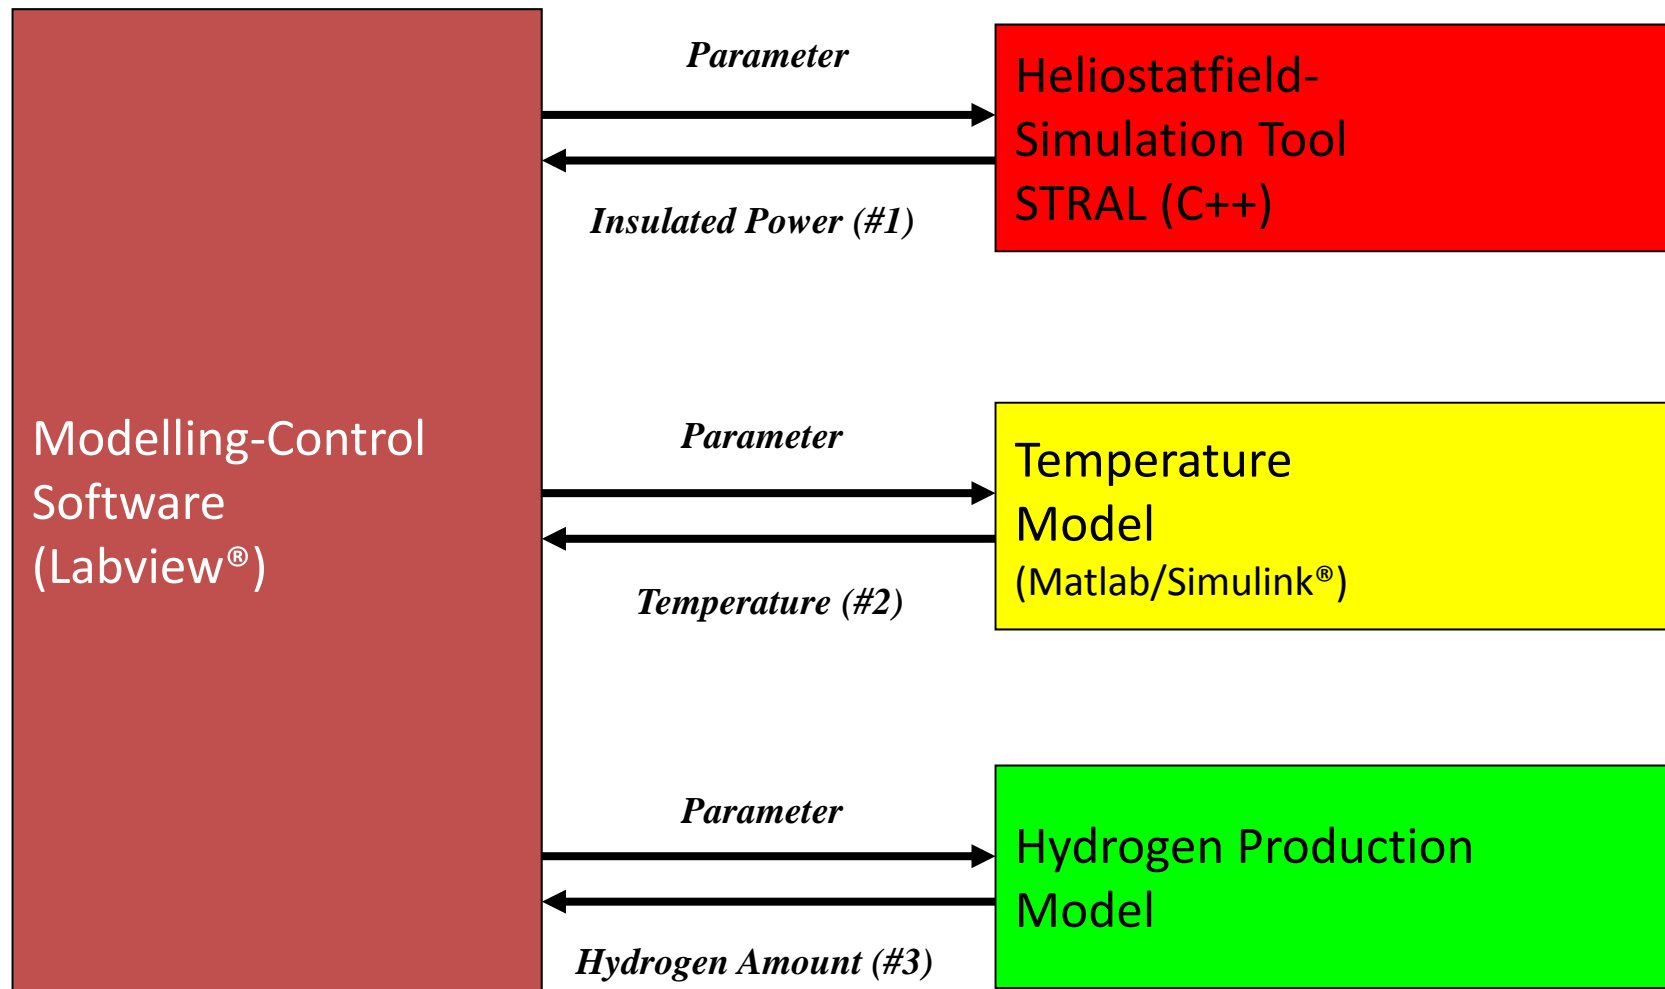 Modelling-Control
Software
(Labview®)
Parameter
Insulated Power (#1)
Heliostatfield-
Simulation Tool
STRAL (C++)
Parameter
Temperature (#2)
Temperature
Model
(Matlab/Simulink®)
Parameter
Hydrogen Amount (#3)
Hydrogen Production
Model